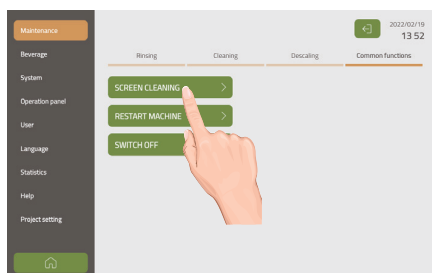 Maintenance
Beverage
System
Operation panel
User
Language
Statistics
Help
Project setting
2022/02/19
13 52
Rinsing
Cleaning
Descaling
Common functions
SCREEN CLEANING
RESTART MACHINE
SWITCH OFF